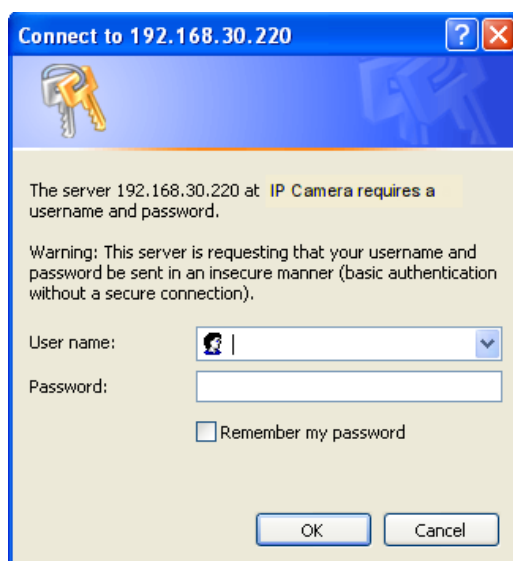 Connect to 192.168.30.220
The server 192.168.30.220 at IP Camera requires a
username and password.
Warning: This server is requesting that your username and
password be sent in an insecure manner (basic authentication
without a secure connection).
User name:
Password:
Remember my password
OK Cancel